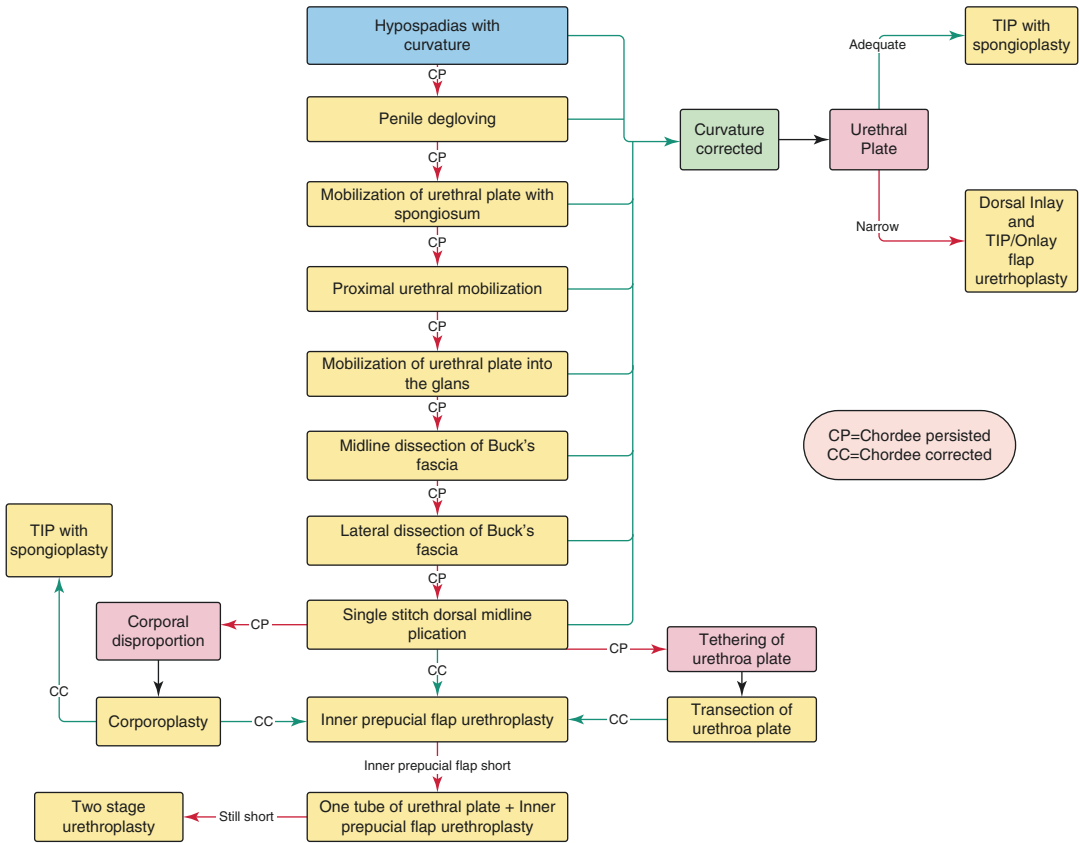 Hypospadias with
curvature
TIP with
spongioplasty
Adequate
CP
Penile degloving
Curvature
corrected
Urethral
Plate
CP
Mobilization of urethral plate with
spongiosum
Dorsal Inlay
and
TIP/Onlay
flap
uretrhoplasty
Narrow
CP
Proximal urethral mobilization
CP
Mobilization of urethral plate into
the glans
CP
Midline dissection of Buck's
fascia
CP=Chordee persisted
CC=Chordee corrected
CP
Lateral dissection of Buck's
fascia
TIP with
spongioplasty
CP
Single stitch dorsal midline
plication
Corporal
disproportion
CP
CP
Tethering of
urethroa plate
CC
CC
Corporoplasty
CC
Inner prepucial flap urethroplasty
CC
Transection of
urethroa plate
Inner prepucial flap short
Two stage
urethroplasty
Still short
One tube of urethral plate + Inner
prepucial flap urethroplasty